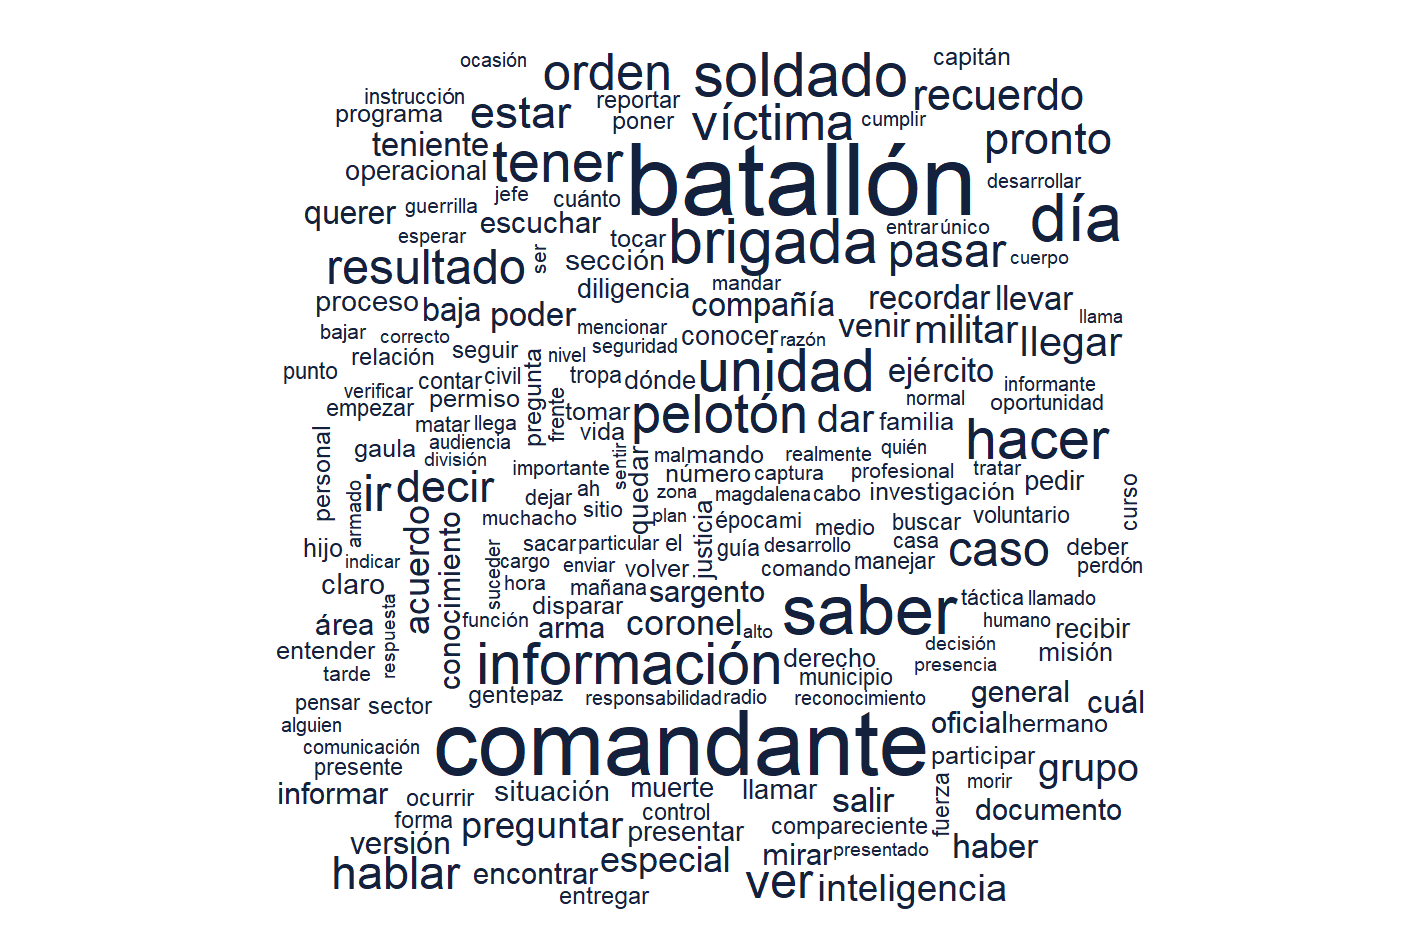 ocasión
capitán
orden
soldado
instrucción
reportar
recuerdo
programa
estar
poner
víctima
cumplir
teniente
pronto
operacional
tener
batallón
desarrollar
jefe
cuánto
querer
guerrilla
escuchar
día
esperar
tocar
brigada
entrar
único
pasar
resultado
ser
sección
cuerpo
diligencia
mandar
proceso
baja
poder
compañía
recordar
llevar
llama
bajar
correcto
mencionar
conocer
razón
venir
militar
llegar
relación
seguir
nivel
seguridad
punto
verificar
contar
civil
pregunta
tropa
dónde
unidad
ejército
informante
empezar
permiso
frente
tomar
pelotón
dar
familia
normal
oportunidad
matar
llega
vida
gaula
audiencia
hacer
personal
división
importante
sentir
mal
mando
realmente
quién
armado
ir
decir
dejar
ah
quedar
número
captura
profesional
tratar
pedir
zona
magdalena
cabo
investigación
curso
muchacho
sitio
plan
época
mi
medio
buscar
voluntario
hijo
acuerdo
conocimiento
sacar
particular
el
justicia
guía
desarrollo
casa
caso
deber
indicar
suceder
cargo
enviar
volver
comando
manejar
perdón
claro
hora
mañana
sargento
saber
táctica
llamado
área
respuesta
función
disparar
arma
coronel
alto
humano
recibir
entender
información
derecho
decisión
misión
tarde
municipio
presencia
pensar
sector
gente
paz
responsabilidad
radio
reconocimiento
general
cuál
alguien
comandante
oficial
hermano
comunicación
participar
presente
grupo
informar
ocurrir
situación
muerte
llamar
salir
fuerza
morir
documento
forma
preguntar
control
presentar
compareciente
versión
mirar
presentado
haber
hablar
encontrar
especial
ver
inteligencia
entregar